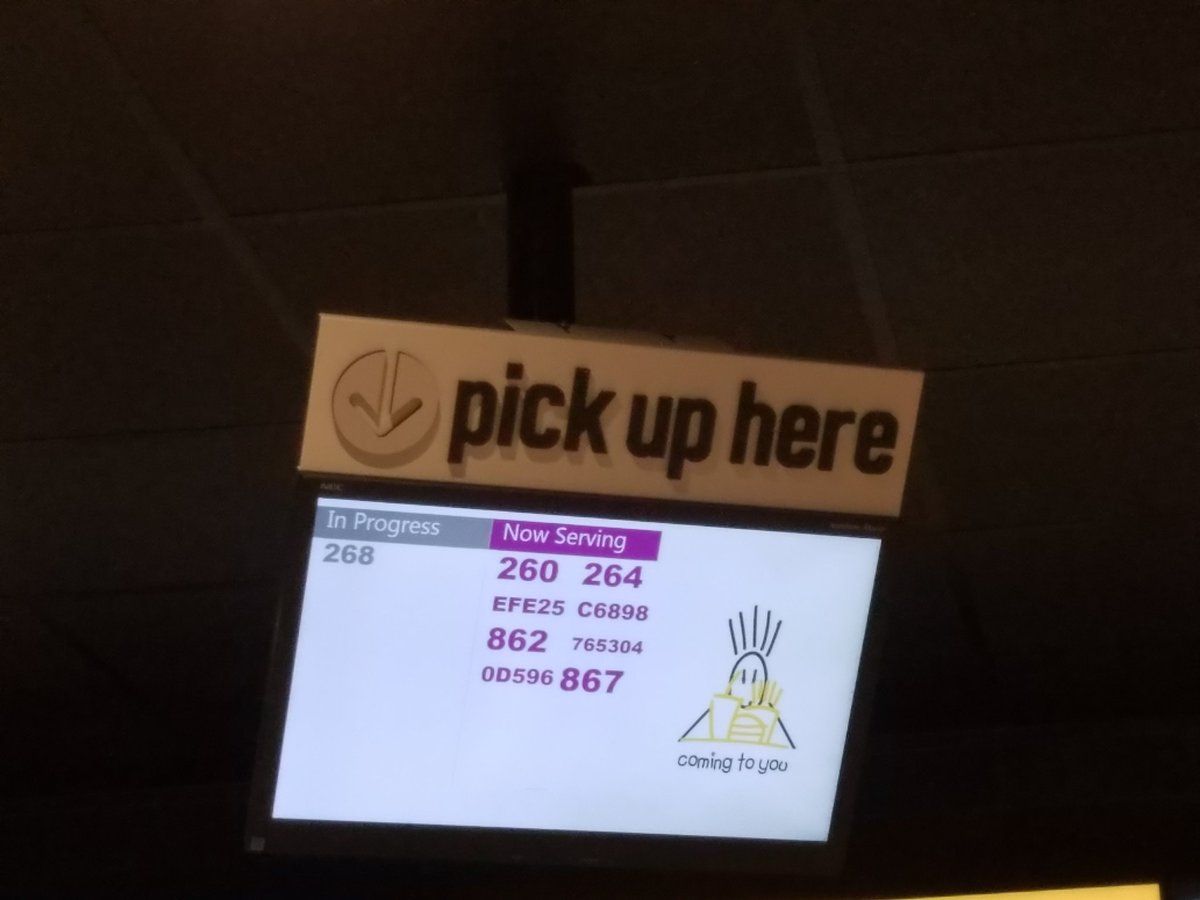 pick up here
NEC
In Progress Now Serving
268 260 264
EFE25 C6898
862 765304
0D596 867
coming to you